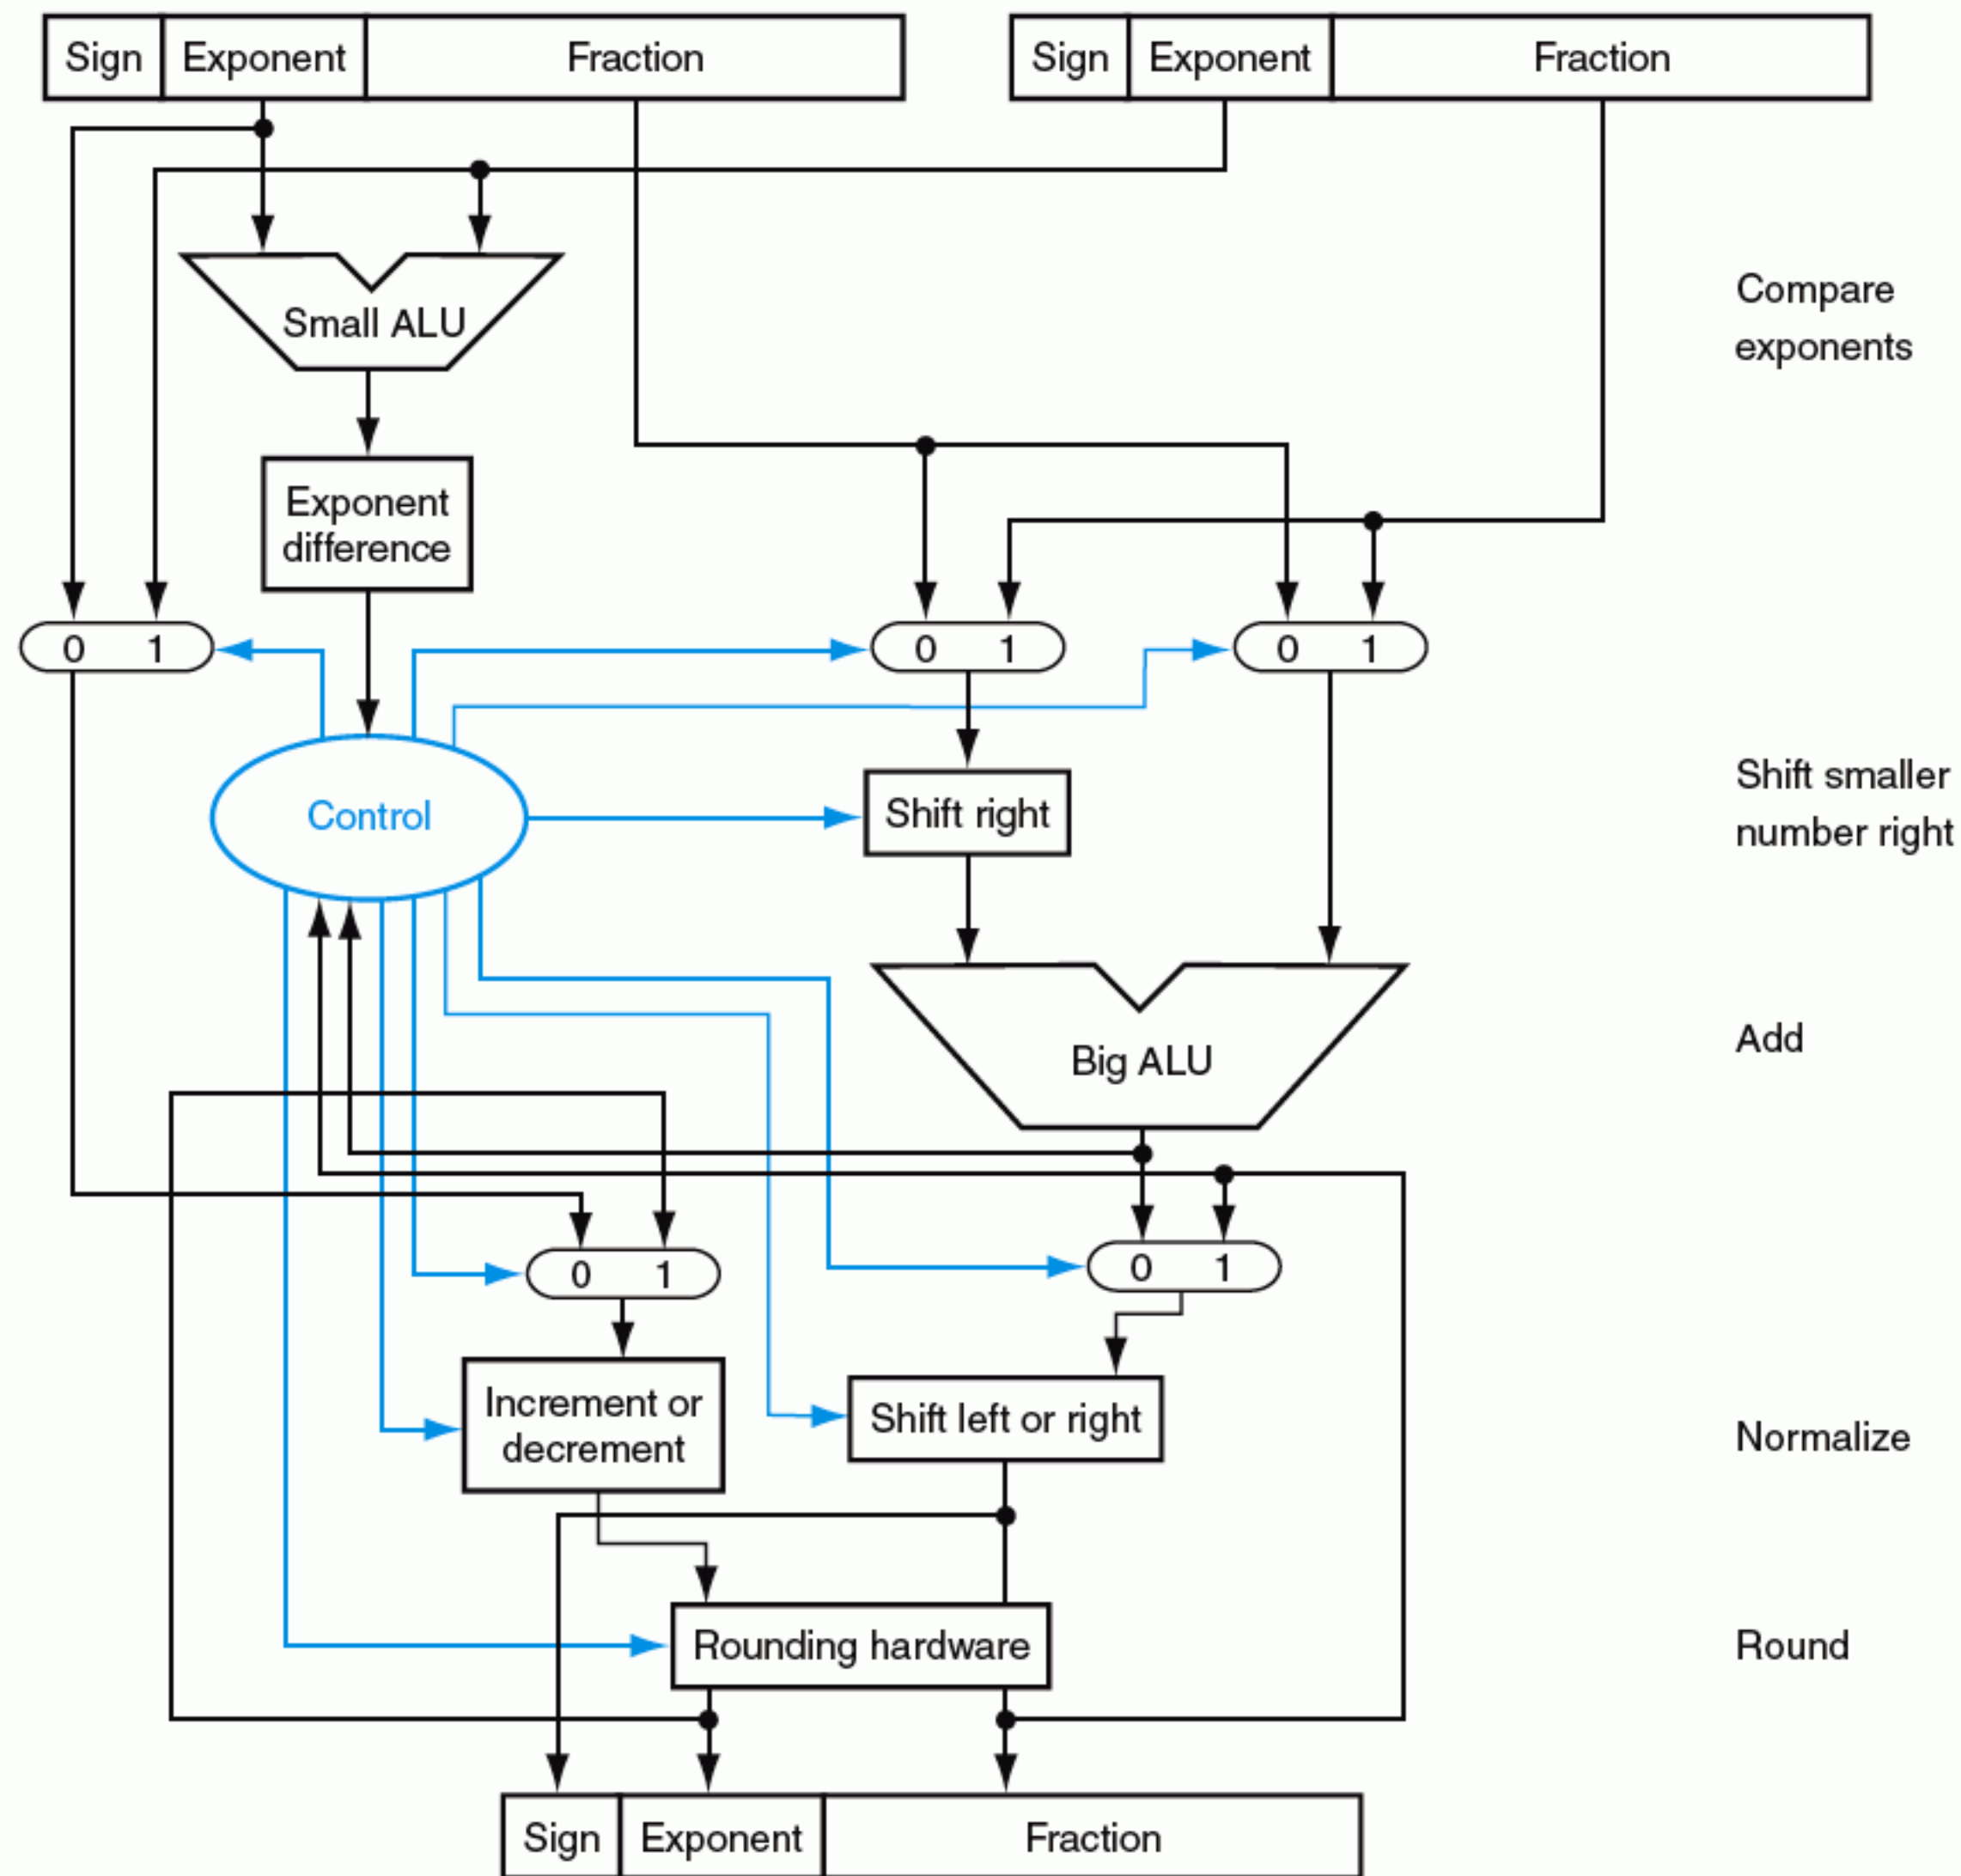 Sign Exponent Fraction Sign Exponent Fraction
Small ALU
Compare
exponents
Exponent
difference
0 1 0 1 0 1
Control
Shift right
Shift smaller
number right
Big ALU
Add
0 1 0 1
Increment or
decrement
Shift left or right
Normalize
Rounding hardware
Round
Sign Exponent Fraction